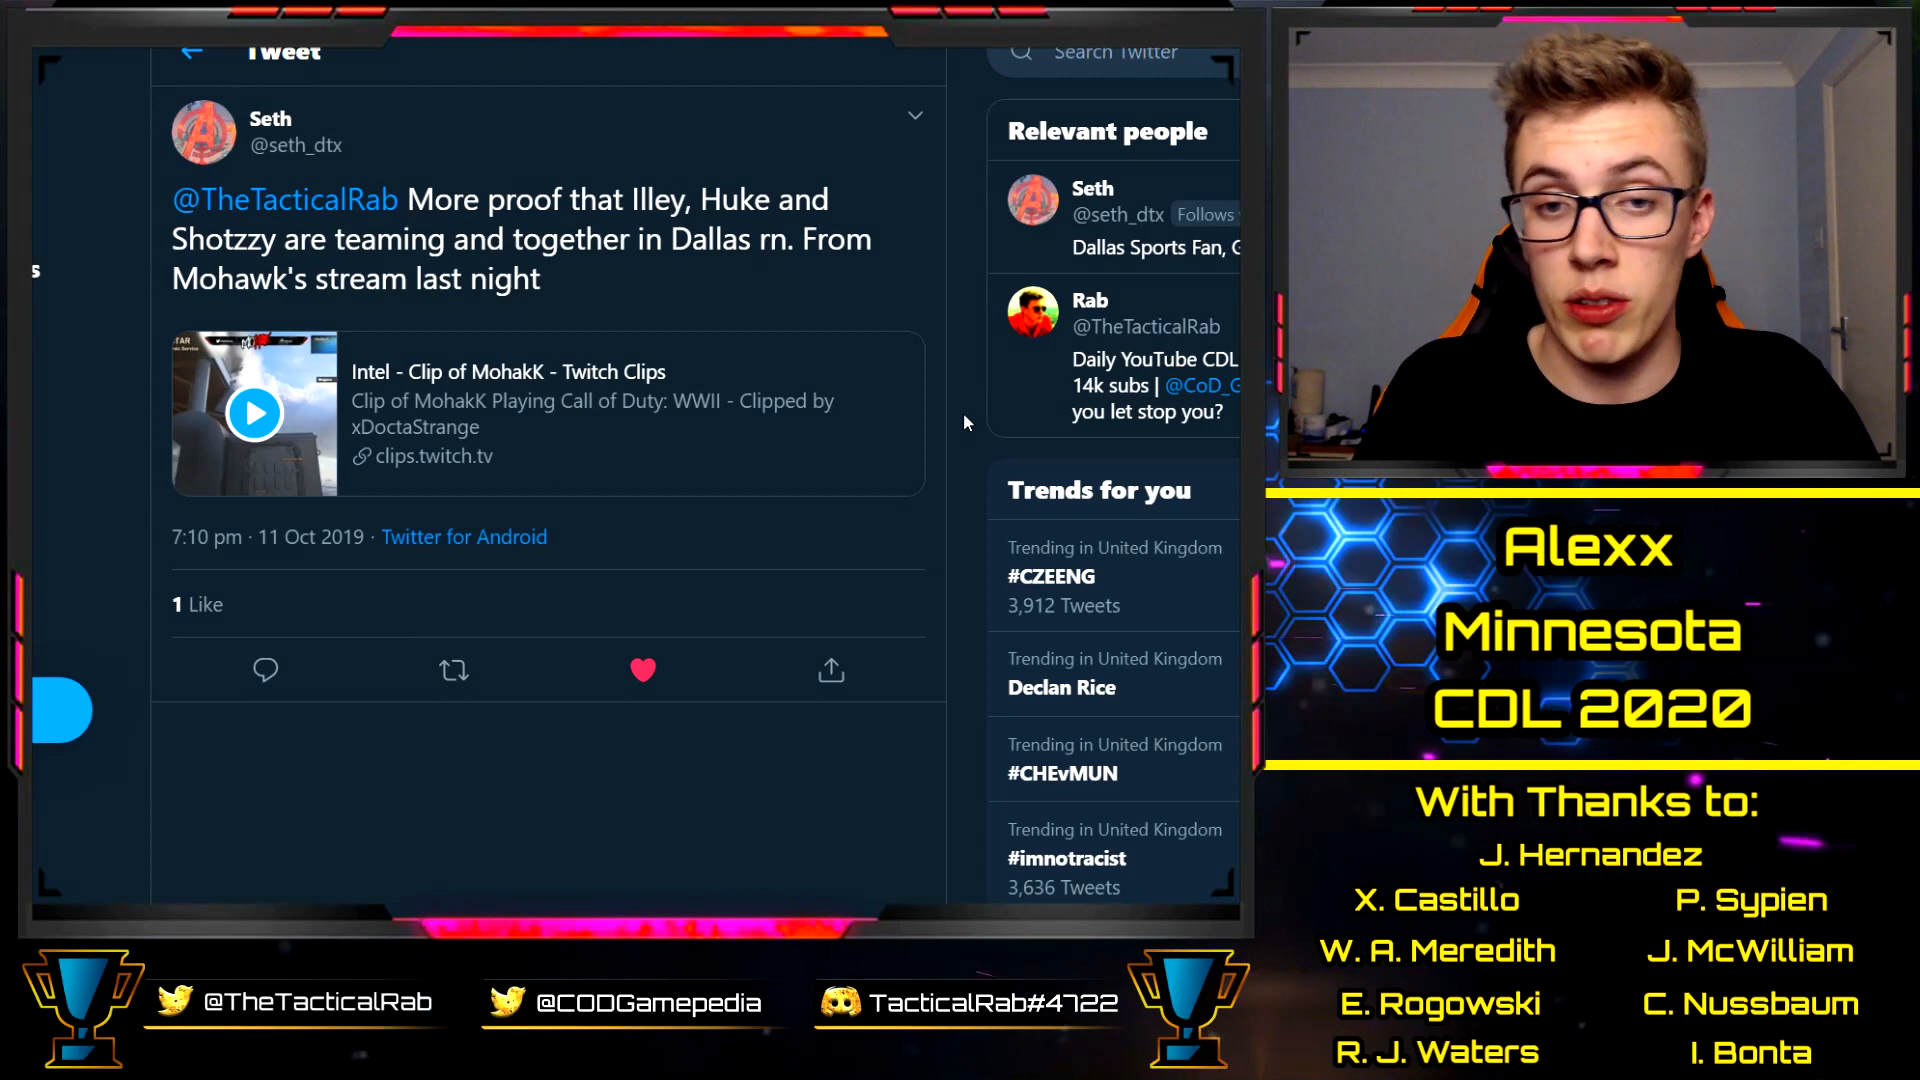 Tweet
Search Twitter
Seth
@seth_dtx
@TheTacticalRab More proof that Illey, Huke and
Shotzzy are teaming and together in Dallas rn. From
Mohawk's stream last night
s
Intel - Clip of MohakK - Twitch Clips
Clip of MohakK Playing Call of Duty: WWII - Clipped by
xDoctaStrange
clips.twitch.tv
7:10 pm · 11 Oct 2019 · Twitter for Android
1 Like
Relevant people
Seth
@seth_dtx Follows
Dallas Sports Fan, G
Rab
@TheTacticalRab
Daily YouTube CDL
14k subs | @CoD_G
you let stop you?
Trends for you
Trending in United Kingdom
#CZEENG
3,912 Tweets
Trending in United Kingdom
Declan Rice
Trending in United Kingdom
#CHEvMUN
Trending in United Kingdom
#imnotracist
3,636 Tweets
Alexx
Minnesota
CDL 2020
With Thanks to:
J. Hernandez
X. Castillo P. Sypien
W. A. Meredith J. McWilliam
E. Rogowski C. Nussbaum
R. J. Waters I. Bonta
@TheTacticalRab @CODGamepedia TacticalRab#4722